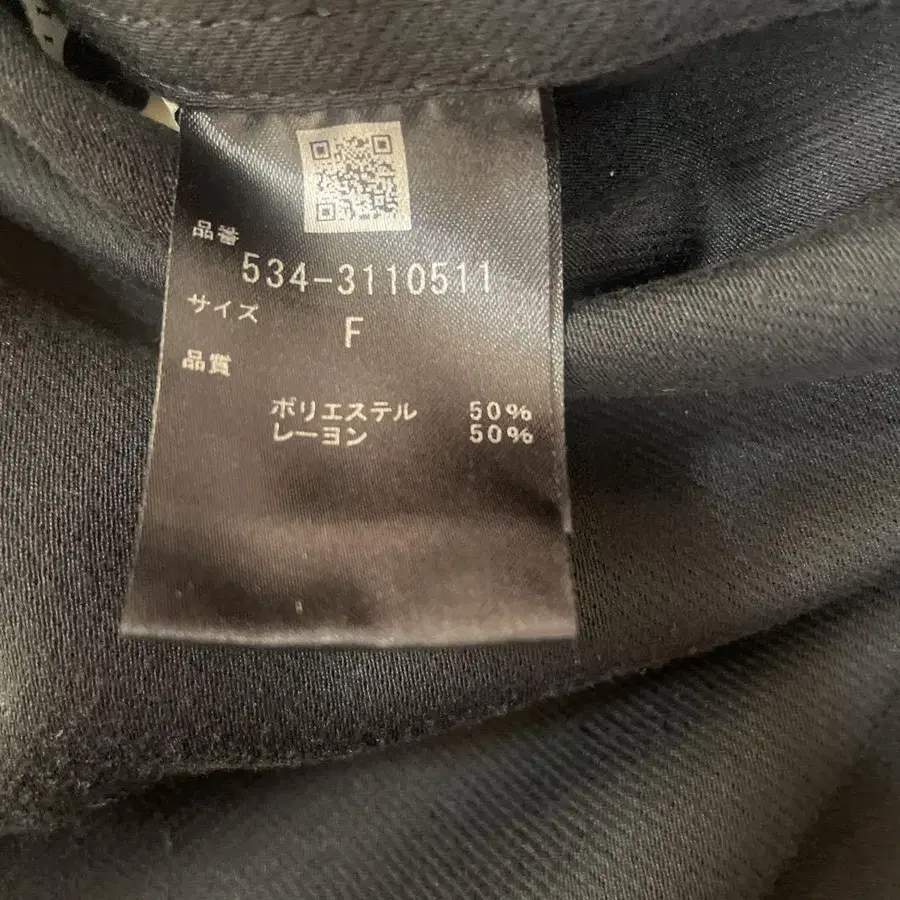 品番
534-3110511
サイズ
F
品質
ポリエステル 50%
レーヨン 50%